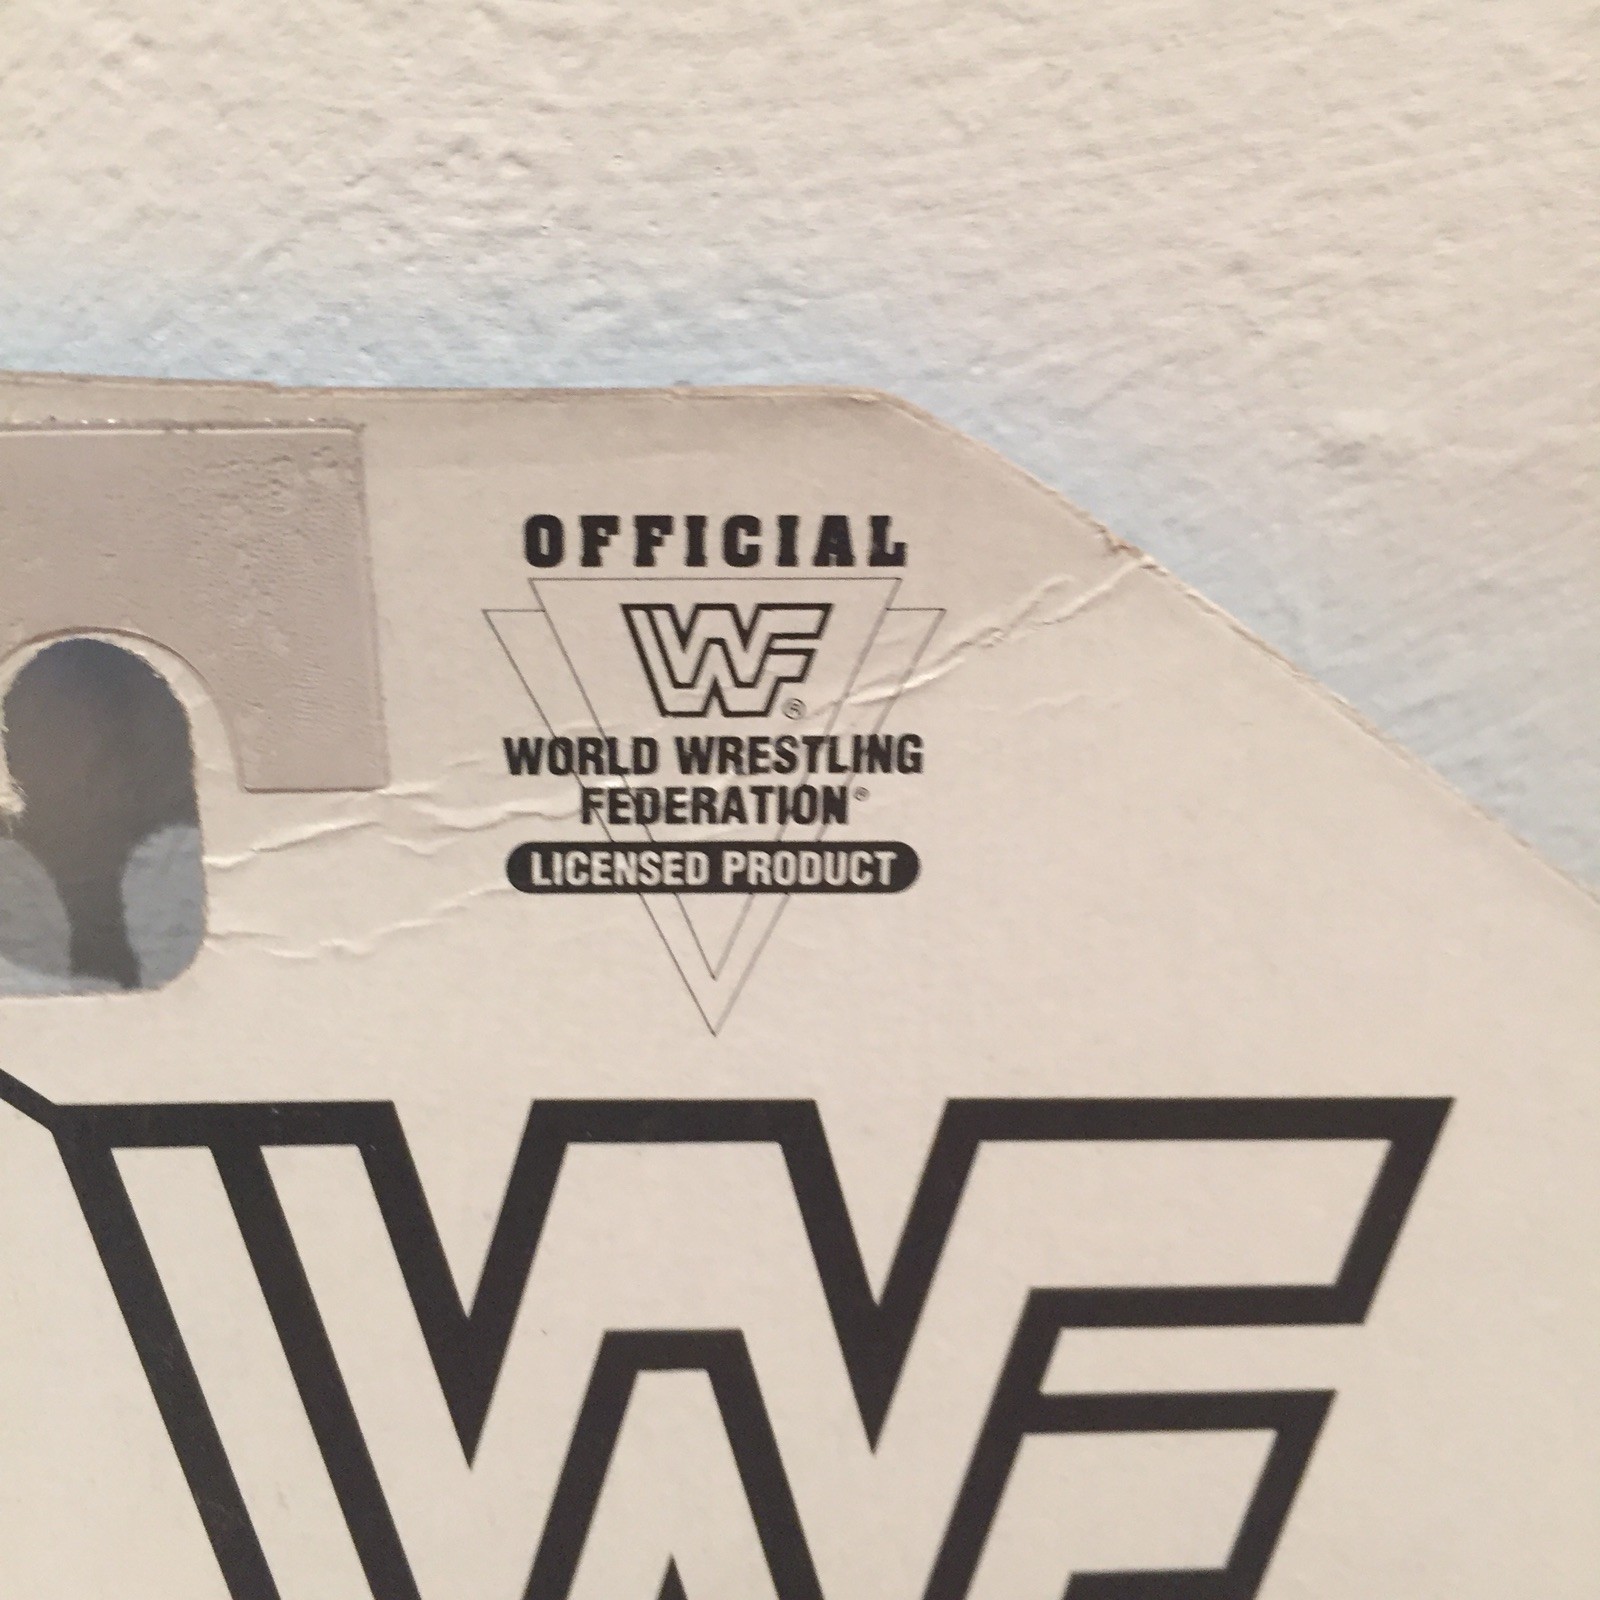 OFFICIAL
WF®
WORLD WRESTLING
FEDERATION®
LICENSED PRODUCT
WF